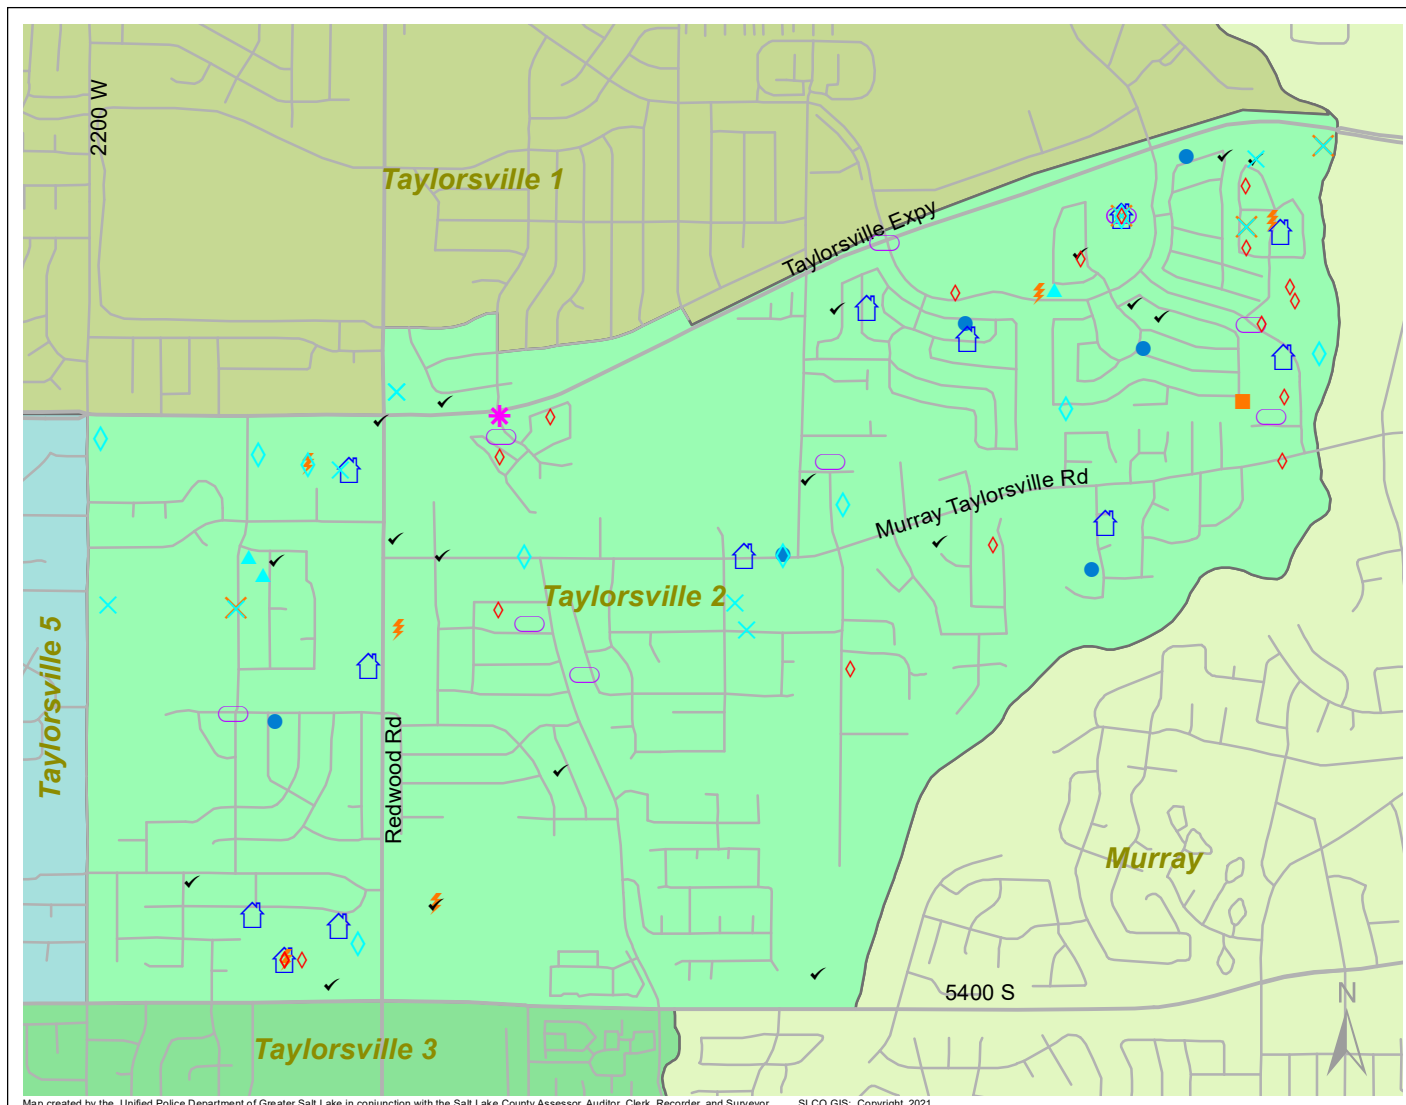 2200 W
Taylorsville 1
Taylorsville Expy
Murray Taylorsville Rd
Taylorsville 2
Taylorsville 5
Redwood Rd
Murray
5400 S
N
Taylorsville 3
Map created by the Unified Police Department of Greater Salt Lake in conjunction with the Salt Lake County Assessor, Auditor, Clerk, Recorder, and Surveyor. SLCO GIS: Copyright, 2021